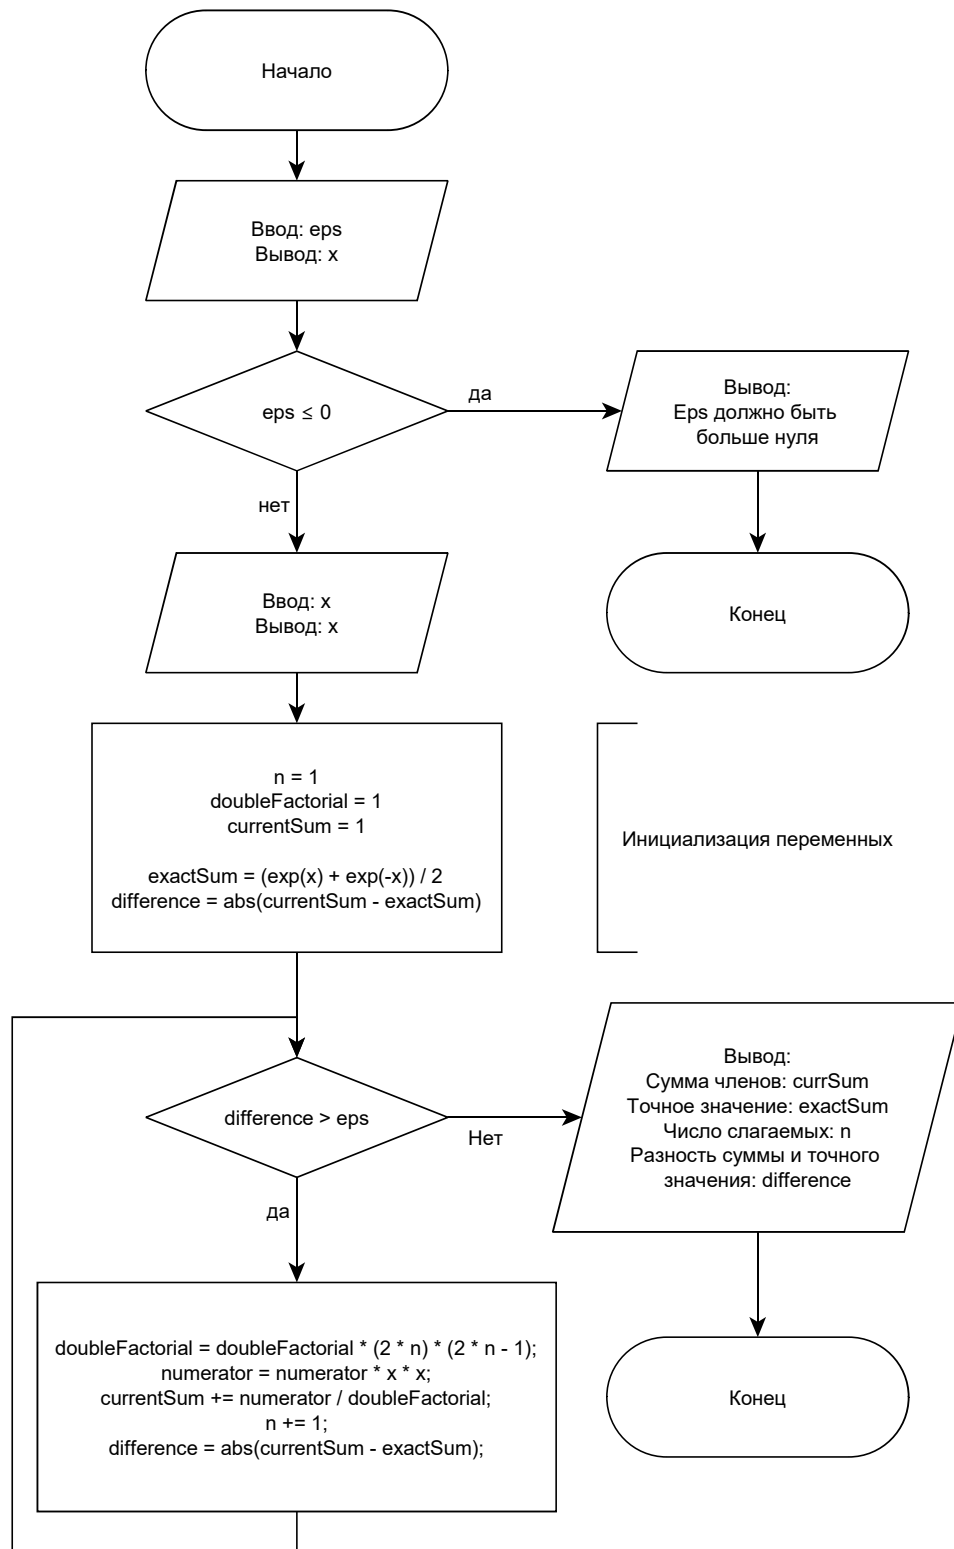 Начало
Ввод: eps
Вывод: x
eps ≤ 0
да
Вывод:
Eps должно быть
больше нуля
нет
Конец
Ввод: x
Вывод: x
n = 1
doubleFactorial = 1
currentSum = 1
exactSum = (exp(x) + exp(-x)) / 2
difference = abs(currentSum - exactSum)
Инициализация переменных
difference > eps
Нет
Вывод:
Сумма членов: currSum
Точное значение: exactSum
Число слагаемых: n
Разность суммы и точного
значения: difference
да
doubleFactorial = doubleFactorial * (2 * n) * (2 * n - 1);
numerator = numerator * x * x;
currentSum += numerator / doubleFactorial;
n += 1;
difference = abs(currentSum - exactSum);
Конец